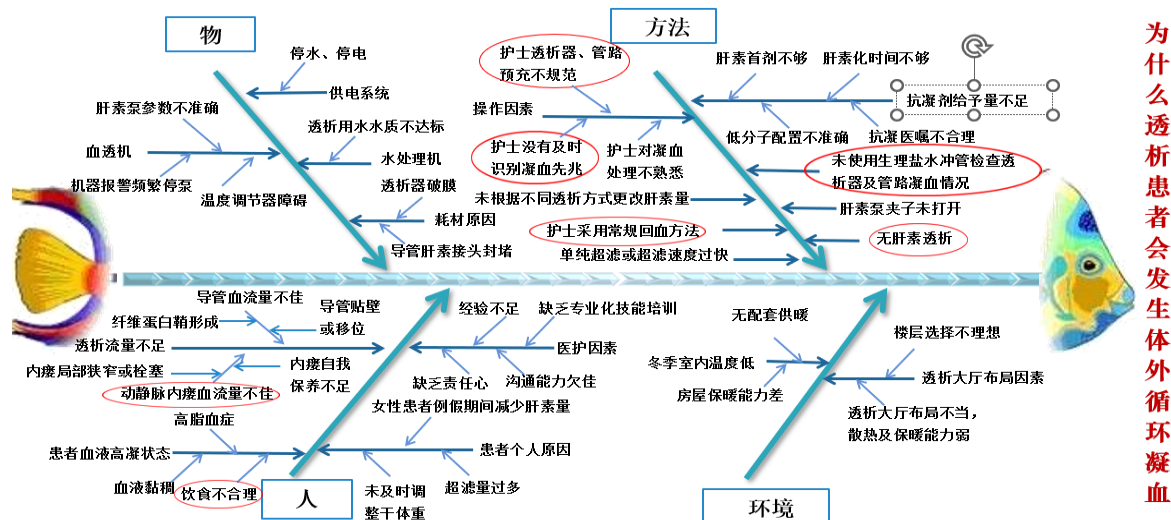 物
停水、停电
供电系统
肝素泵参数不准确
血透机
机器报警频繁停泵
温度调节器障碍
透析用水水质不达标
水处理机
透析器破膜
耗材原因
导管肝素接头封堵
方法
护士透析器、管路
预充不规范
操作因素
护士没有及时
识别凝血先兆
护士对凝血
处理不熟悉
肝素首剂不够
肝素化时间不够
抗凝剂给予量不足
低分子配置不准确
抗凝医嘱不合理
未使用生理盐水冲管检查透
析器及管路凝血情况
未根据不同透析方式更改肝素量
肝素泵夹子未打开
护士采用常规回血方法
无肝素透析
单纯超滤或超滤速度过快
为什么透析患者会发生体外循环凝血
导管血流量不佳
纤维蛋白鞘形成
导管贴壁
或移位
透析流量不足
内瘘局部狭窄或栓塞
内瘘自我
保养不足
动静脉内瘘血流量不佳
经验不足
缺乏专业化技能培训
医护因素
缺乏责任心
沟通能力欠佳
高脂血症
患者血液高凝状态
血液黏稠
饮食不合理
女性患者例假期间减少肝素量
患者个人原因
未及时调
整干体重
超滤量过多
人
无配套供暖
冬季室内温度低
房屋保暖能力差
楼层选择不理想
透析大厅布局因素
透析大厅布局不当，
散热及保暖能力弱
环境